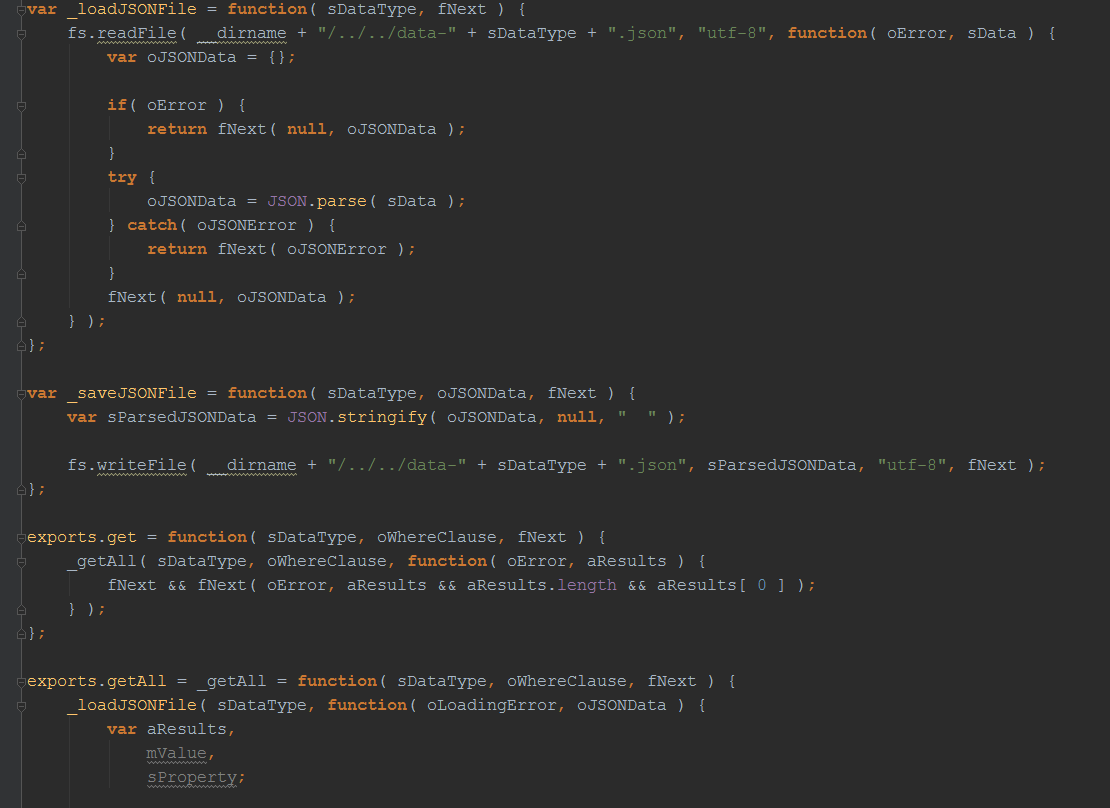 var _loadJSONFile = function( sDataType, fNext ) {
    fs.readFile( __dirname + "/../../data-" + sDataType + ".json", "utf-8", function( oError, sData ) {
        var oJSONData = {};

        if( oError ) {
            return fNext( null, oJSONData );
        }
        try {
            oJSONData = JSON.parse( sData );
        } catch( oJSONError ) {
            return fNext( oJSONError );
        }
        fNext( null, oJSONData );
    } );
};

var _saveJSONFile = function( sDataType, oJSONData, fNext ) {
    var sParsedJSONData = JSON.stringify( oJSONData, null, "  " );

    fs.writeFile( __dirname + "/../../data-" + sDataType + ".json", sParsedJSONData, "utf-8", fNext );
};

exports.get = function( sDataType, oWhereClause, fNext ) {
    _getAll( sDataType, oWhereClause, function( oError, aResults ) {
        fNext && fNext( oError, aResults && aResults.length && aResults[ 0 ] );
    } );
};

exports.getAll = _getAll = function( sDataType, oWhereClause, fNext ) {
    _loadJSONFile( sDataType, function( oLoadingError, oJSONData ) {
        var aResults,
            mValue,
            sProperty;